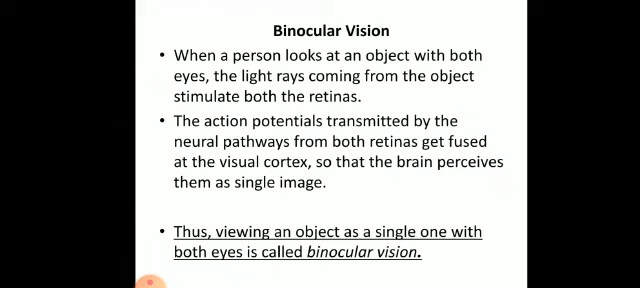 Binocular Vision
• When a person looks at an object with both
eyes, the light rays coming from the object
stimulate both the retinas.
• The action potentials transmitted by the
neural pathways from both retinas get fused
at the visual cortex, so that the brain perceives
them as single image.
• Thus, viewing an object as a single one with
both eyes is called binocular vision.